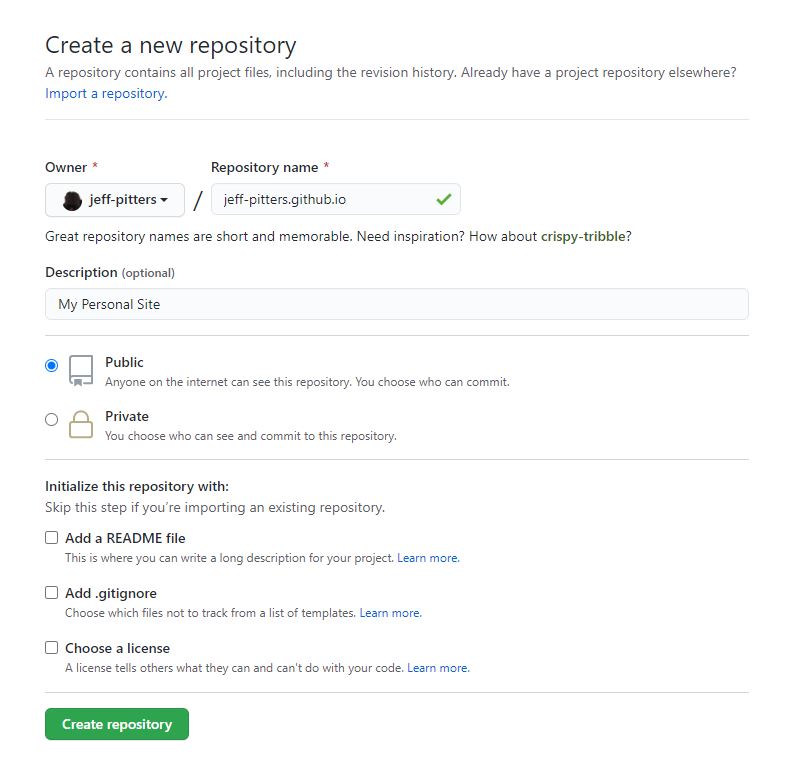 Create a new repository
A repository contains all project files, including the revision history. Already have a project repository elsewhere?
Import a repository.
Owner * Repository name *
jeff-pitters / jeff-pitters.github.io
Great repository names are short and memorable. Need inspiration? How about crispy-tribble?
Description (optional)
My Personal Site
Public
Anyone on the internet can see this repository. You choose who can commit.
Private
You choose who can see and commit to this repository.
Initialize this repository with:
Skip this step if you're importing an existing repository.
Add a README file
This is where you can write a long description for your project. Learn more.
Add .gitignore
Choose which files not to track from a list of templates. Learn more.
Choose a license
A license tells others what they can and can't do with your code. Learn more.
Create repository